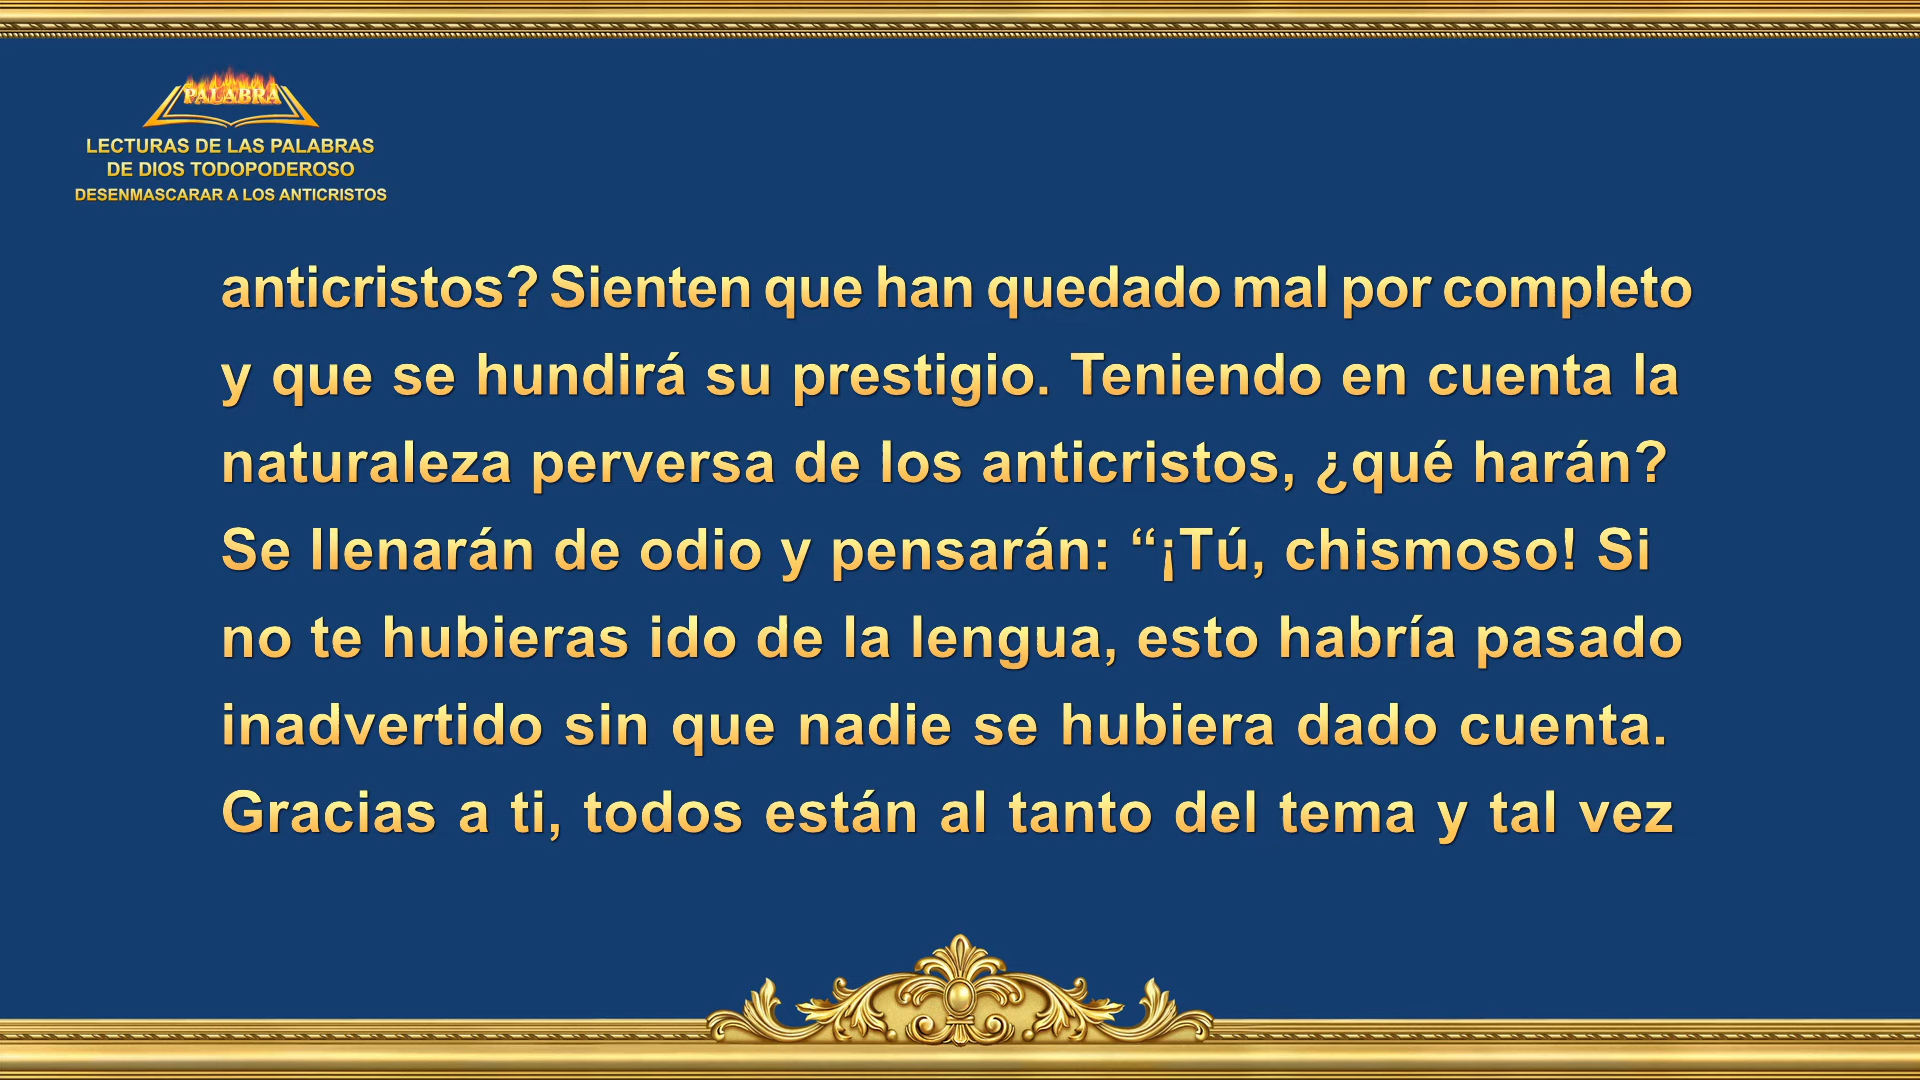 PALABRA
LECTURAS DE LAS PALABRAS
DE DIOS TODOPODEROSO
DESENMASCARAR A LOS ANTICRISTOS
anticristos? Sienten que han quedado mal por completo
y que se hundirá su prestigio. Teniendo en cuenta la
naturaleza perversa de los anticristos, ¿qué harán?
Se llenarán de odio y pensarán: “¡Tú, chismoso! Si
no te hubieras ido de la lengua, esto habría pasado
inadvertido sin que nadie se hubiera dado cuenta.
Gracias a ti, todos están al tanto del tema y tal vez